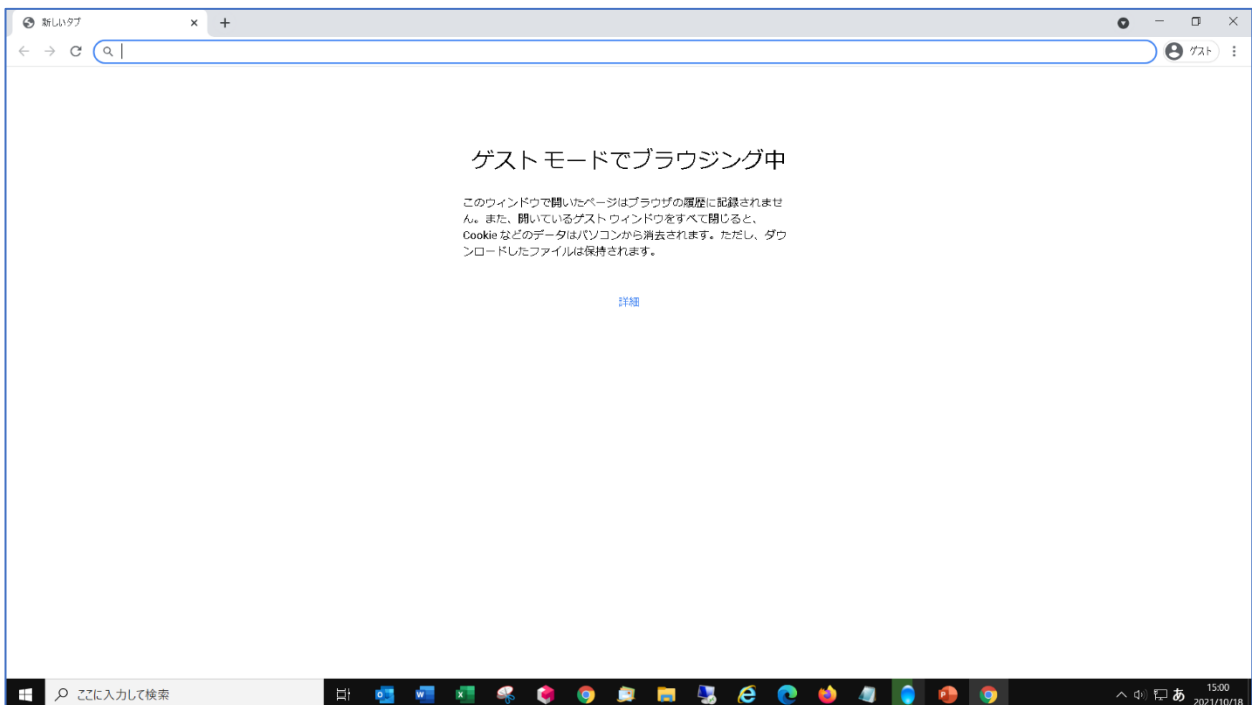 新しいタブ
ゲスト
ゲスト モードでブラウジング中
このウィンドウで開いたページはブラウザの履歴に記録されませ
ん。また、開いているゲスト ウィンドウをすべて閉じると、
Cookie などのデータはパソコンから消去されます。ただし、ダウ
ンロードしたファイルは保持されます。
詳細
ここに入力して検索
あ
15:00
2021/10/18